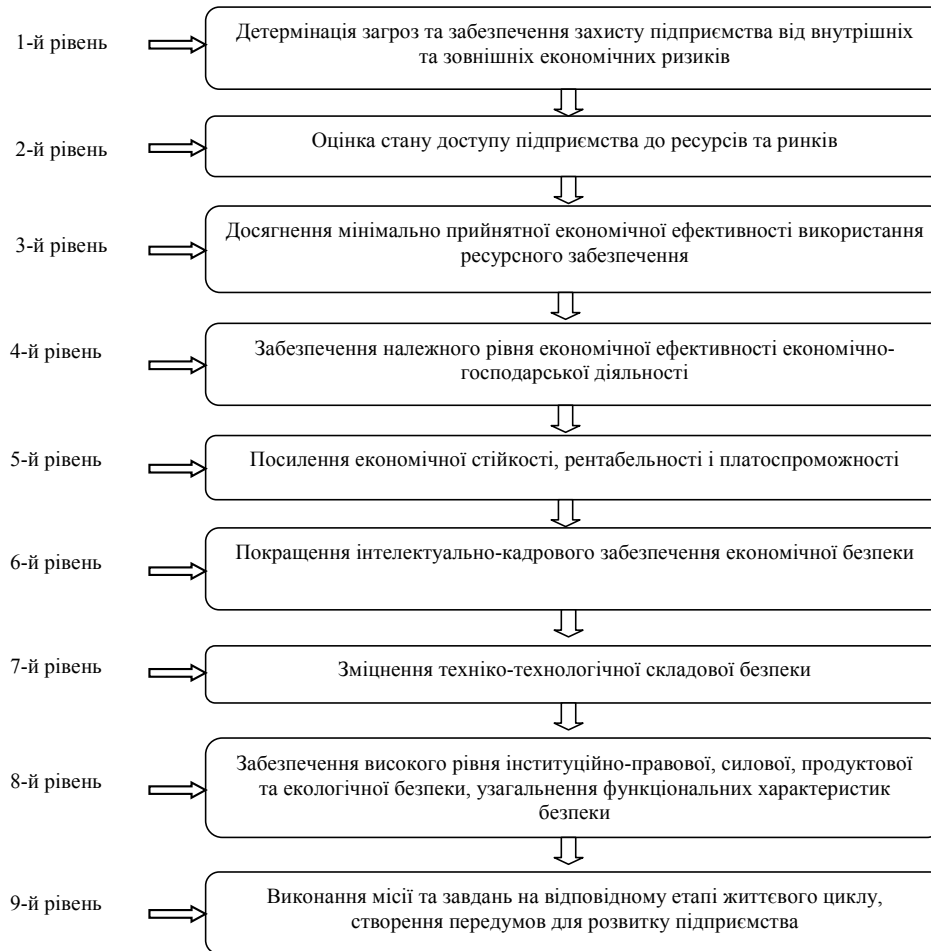 1-й рівень
Детермінація загроз та забезпечення захисту підприємства від внутрішніх
та зовнішніх економічних ризиків
2-й рівень
Оцінка стану доступу підприємства до ресурсів та ринків
3-й рівень
Досягнення мінімально прийнятної економічної ефективності використання
ресурсного забезпечення
4-й рівень
Забезпечення належного рівня економічної ефективності економічно-
господарської діяльності
5-й рівень
Посилення економічної стійкості, рентабельності і платоспроможності
6-й рівень
Покращення інтелектуально-кадрового забезпечення економічної безпеки
7-й рівень
Зміцнення техніко-технологічної складової безпеки
8-й рівень
Забезпечення високого рівня інституційно-правової, силової, продуктової
та екологічної безпеки, узагальнення функціональних характеристик
безпеки
9-й рівень
Виконання місії та завдань на відповідному етапі життєвого циклу,
створення передумов для розвитку підприємства